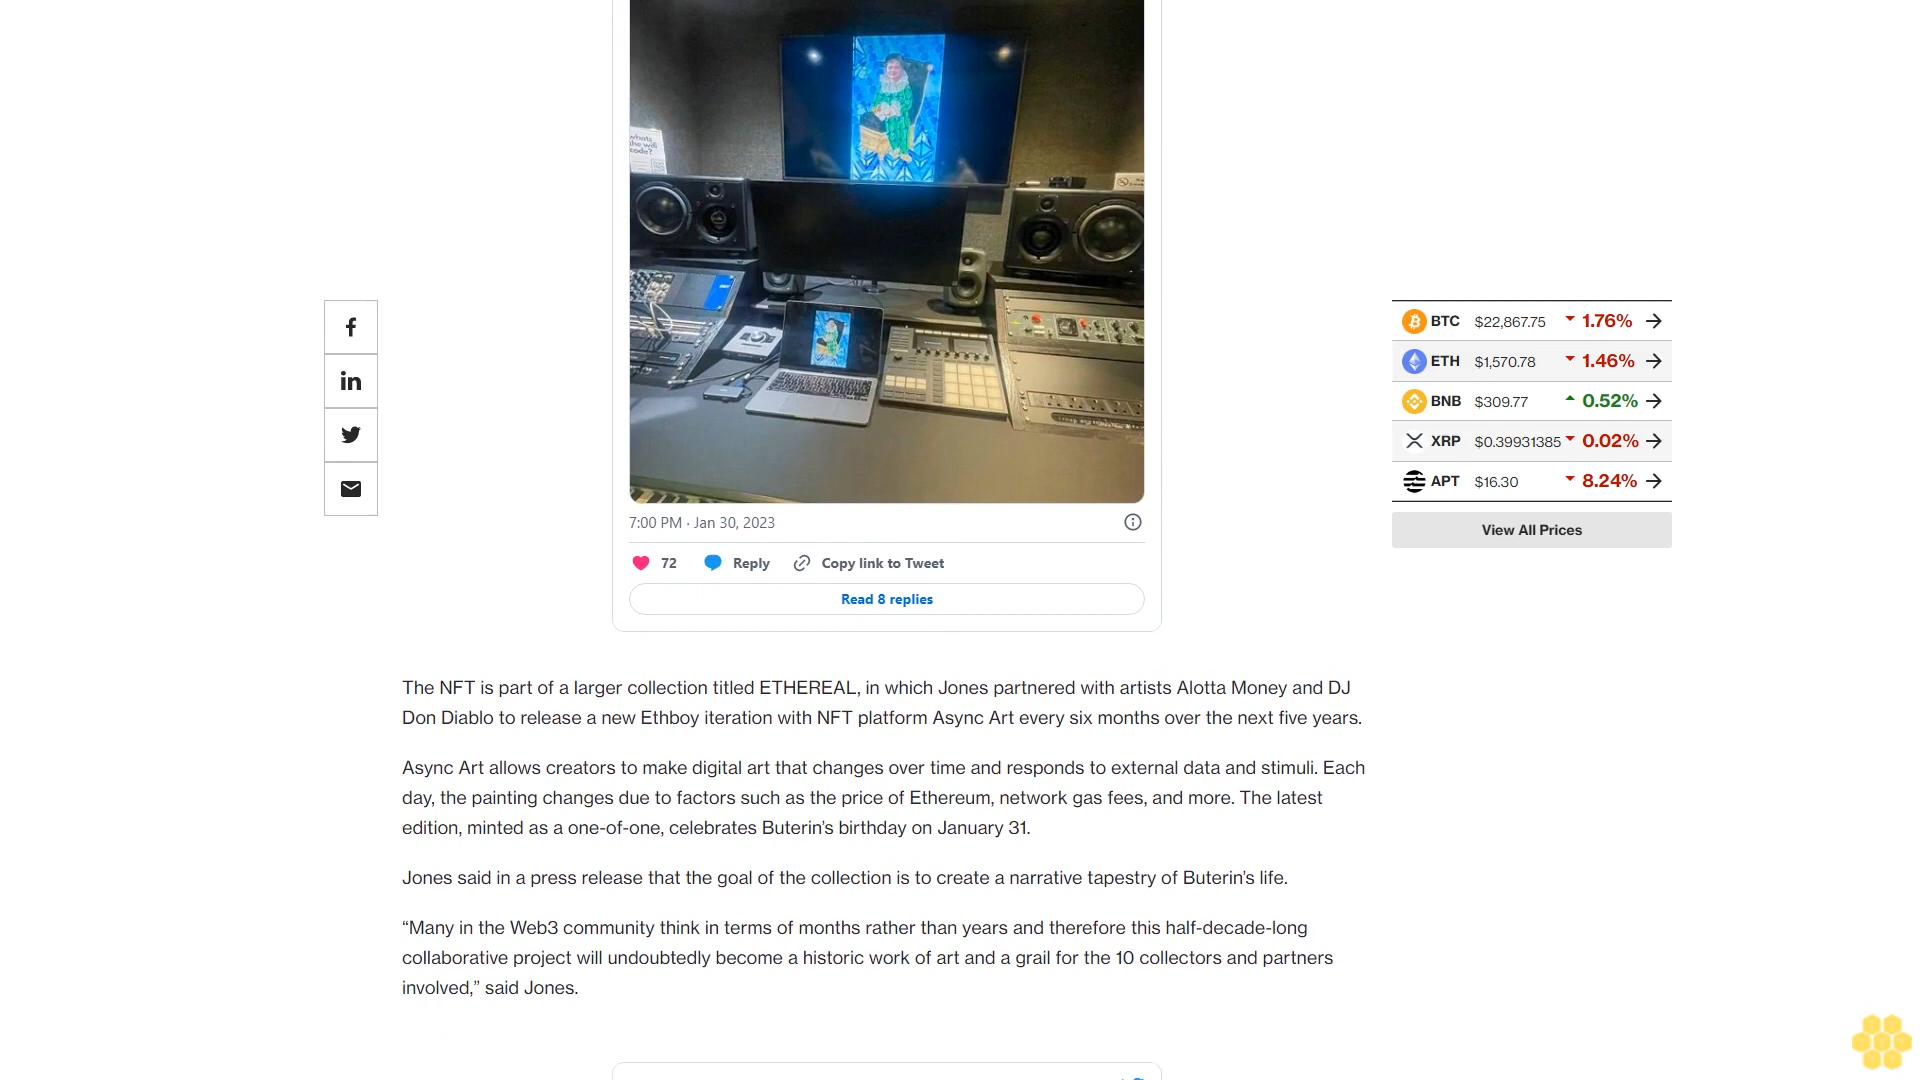 whats
the wifi
code?
7:00 PM · Jan 30, 2023
72 Reply Copy link to Tweet
Read 8 replies
BTC $22,867.75 1.76%
ETH $1,570.78 1.46%
BNB $309.77 0.52%
XRP $0.39931385 0.02%
APT $16.30 8.24%
View All Prices
The NFT is part of a larger collection titled ETHEREAL, in which Jones partnered with artists Alotta Money and DJ
Don Diablo to release a new Ethboy iteration with NFT platform Async Art every six months over the next five years.
Async Art allows creators to make digital art that changes over time and responds to external data and stimuli. Each
day, the painting changes due to factors such as the price of Ethereum, network gas fees, and more. The latest
edition, minted as a one-of-one, celebrates Buterin’s birthday on January 31.
Jones said in a press release that the goal of the collection is to create a narrative tapestry of Buterin’s life.
“Many in the Web3 community think in terms of months rather than years and therefore this half-decade-long
collaborative project will undoubtedly become a historic work of art and a grail for the 10 collectors and partners
involved,” said Jones.